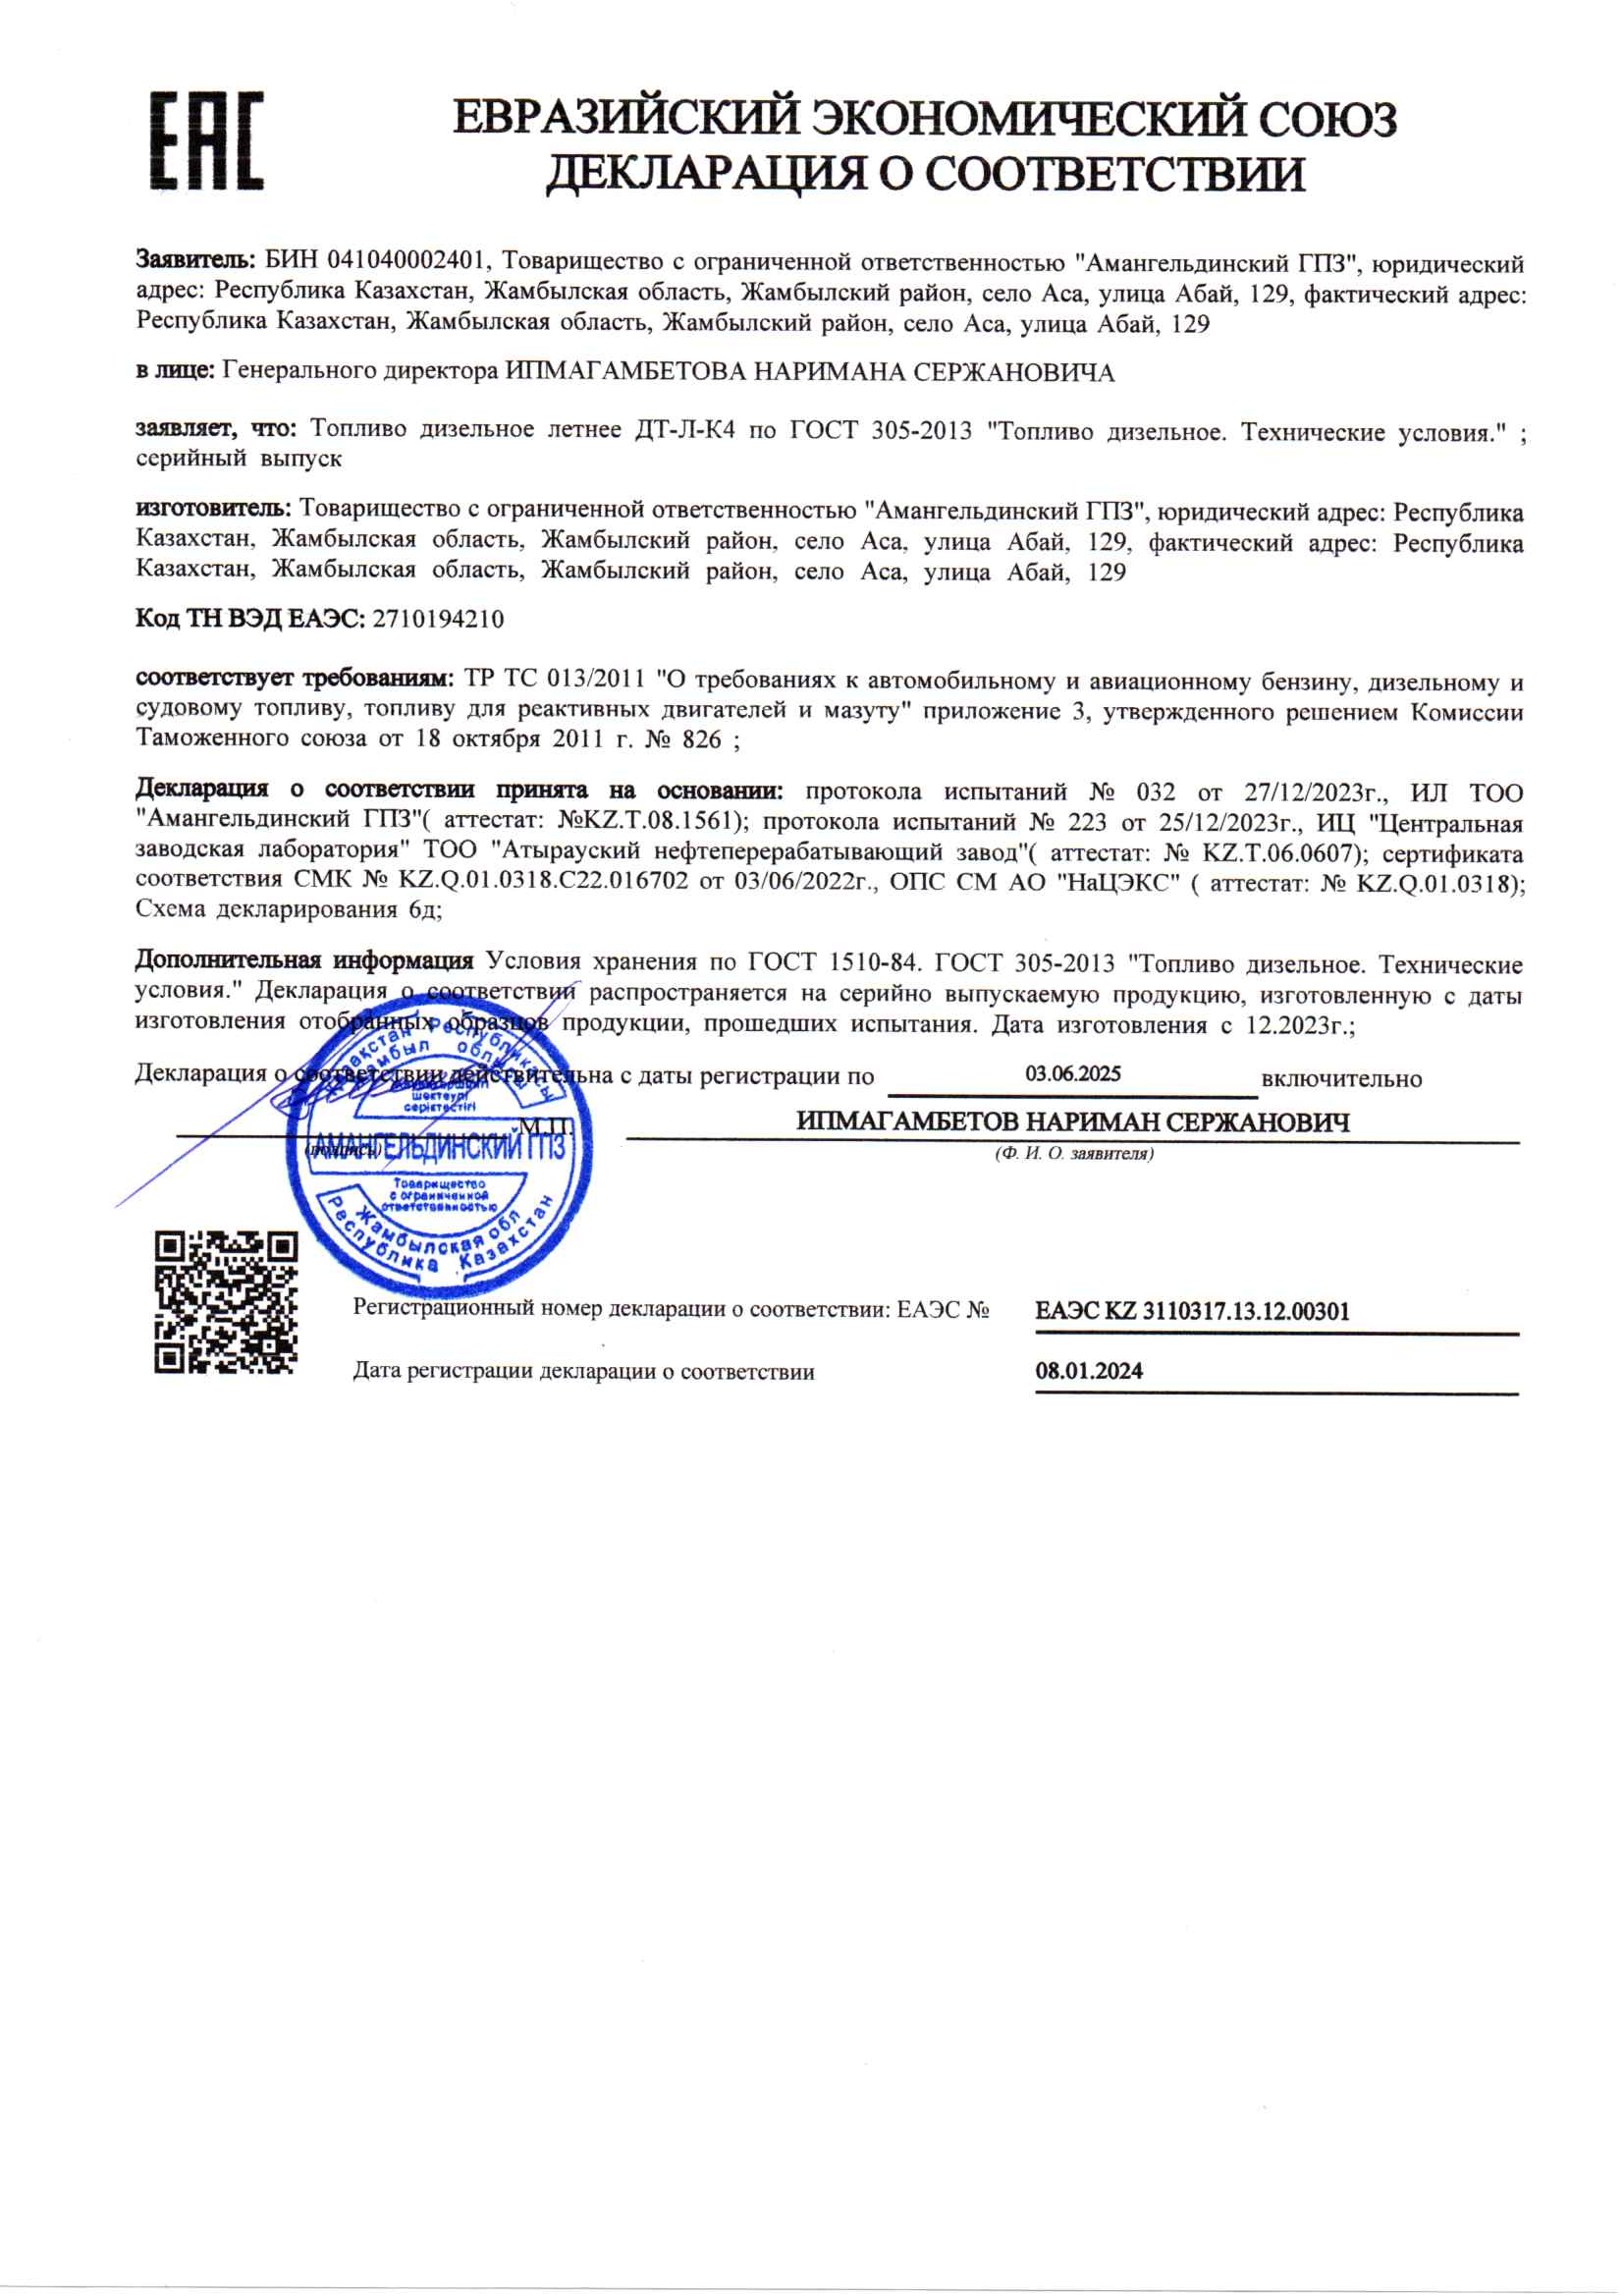 ЕАС
ЕВРАЗИЙСКИЙ ЭКОНОМИЧЕСКИЙ СОЮЗ
ДЕКЛАРАЦИЯ О СООТВЕТСТВИИ
Заявитель: БИН 041040002401, Товарищество с ограниченной ответственностью "Амангельдинский ГПЗ", юридический
адрес: Республика Казахстан, Жамбылская область, Жамбылский район, село Аса, улица Абай, 129, фактический адрес:
Республика Казахстан, Жамбылская область, Жамбылский район, село Аса, улица Абай, 129
в лице: Генерального директора ИПМАГАМБЕТОВА НАРИМАНА СЕРЖАНОВИЧА
заявляет, что: Топливо дизельное летнее ДТ-Л-К4 по ГОСТ 305-2013 "Топливо дизельное. Технические условия." ;
серийный выпуск
изготовитель: Товарищество с ограниченной ответственностью "Амангельдинский ГПЗ", юридический адрес: Республика
Казахстан, Жамбылская область, Жамбылский район, село Аса, улица Абай, 129, фактический адрес: Республика
Казахстан, Жамбылская область, Жамбылский район, село Аса, улица Абай, 129
Код ТН ВЭД ЕАЭС: 2710194210
соответствует требованиям: ТР ТС 013/2011 "О требованиях к автомобильному и авиационному бензину, дизельному и
судовому топливу, топливу для реактивных двигателей и мазуту" приложение 3, утвержденного решением Комиссии
Таможенного союза от 18 октября 2011 г. № 826 ;
Декларация о соответствии принята на основании: протокола испытаний № 032 от 27/12/2023г., ИЛ ТОО
"Амангельдинский ГПЗ"( аттестат: №KZ.T.08.1561); протокола испытаний № 223 от 25/12/2023г., ИЦ "Центральная
заводская лаборатория" ТОО "Атырауский нефтеперерабатывающий завод"( аттестат: № KZ.T.06.0607); сертификата
соответствия СМК № KZ.Q.01.0318.C22.016702 от 03/06/2022г., ОПС СМ АО "НаЦЭКС" ( аттестат: № KZ.Q.01.0318);
Схема декларирования 6д;
Дополнительная информация Условия хранения по ГОСТ 1510-84. ГОСТ 305-2013 "Топливо дизельное. Технические
условия." Декларация о соответствии распространяется на серийно выпускаемую продукцию, изготовленную с даты
изготовления отобранных образцов продукции, прошедших испытания. Дата изготовления с 12.2023г.;
Декларация о соответствии действительна с даты регистрации по 03.06.2025 включительно
М.П. ИПМАГАМБЕТОВ НАРИМАН СЕРЖАНОВИЧ
(подпись) (Ф. И. О. заявителя)
Қазақстан Республикасы
Жамбыл облысы
шектеулі
серіктестігі
АМАНГЕЛЬДИНСКИЙ ГПЗ
Товарищество
с ограниченной
ответственностью
Жамбылская обл
Республика Казахстан
Регистрационный номер декларации о соответствии: ЕАЭС № ЕАЭС KZ 3110317.13.12.00301
Дата регистрации декларации о соответствии 08.01.2024